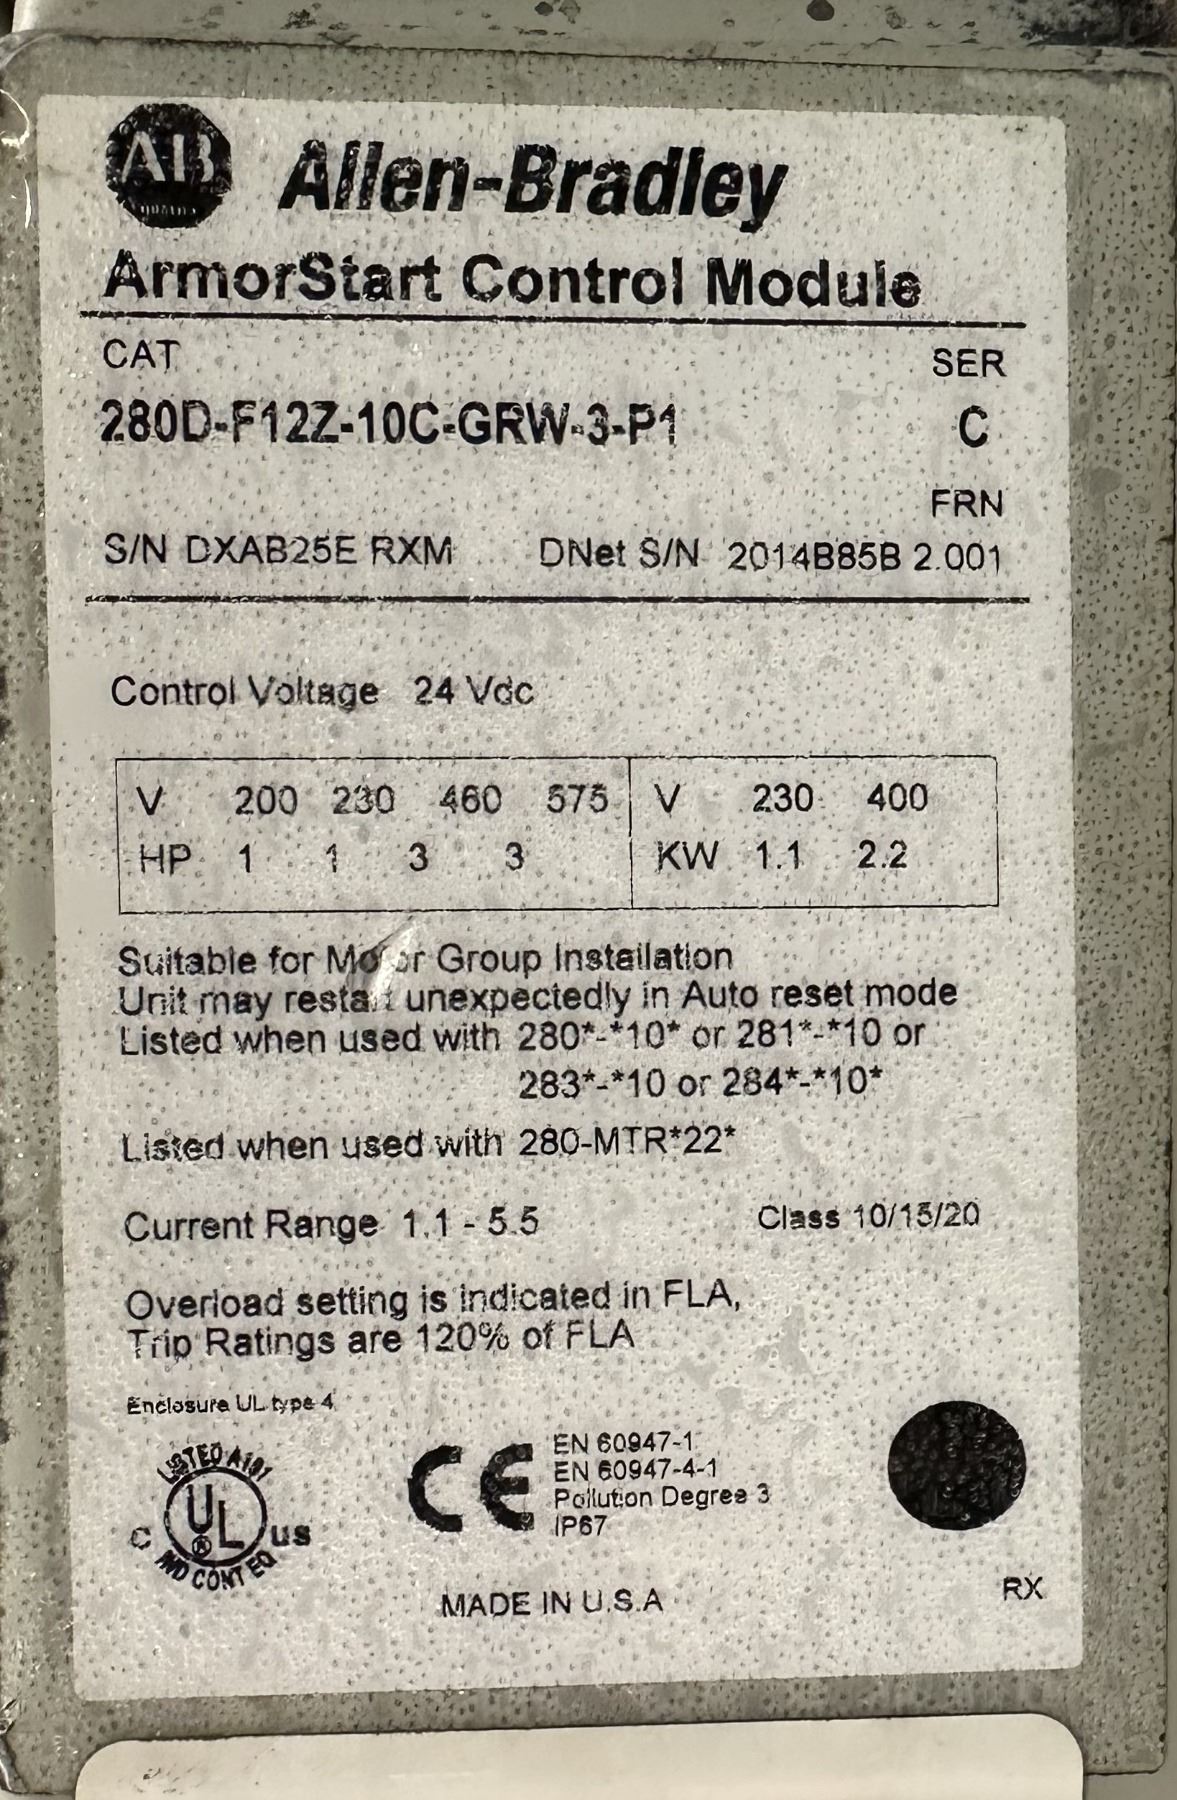 AB
QUALITY
Allen-Bradley
ArmorStart Control Module
CAT SER
280D-F12Z-10C-GRW-3-P1 C
FRN
S/N DXAB25E RXM DNet S/N 2014B85B 2.001
Control Voltage 24 Vdc
V 200 230 460 575 V 230 400
HP 1 1 3 3 KW 1.1 2.2
Suitable for Motor Group Installation
Unit may restart unexpectedly in Auto reset mode
Listed when used with 280*-*10* or 281*-*10 or
283*-*10 or 284*-*10*
Listed when used with 280-MTR*22*
Current Range 1.1 - 5.5 Class 10/15/20
Overload setting is indicated in FLA,
Trip Ratings are 120% of FLA
Enclosure UL type 4
LISTED A191
C UL ® US
IND CONT EQ
CE
EN 60947-1
EN 60947-4-1
Pollution Degree 3
IP67
RX
MADE IN U.S.A